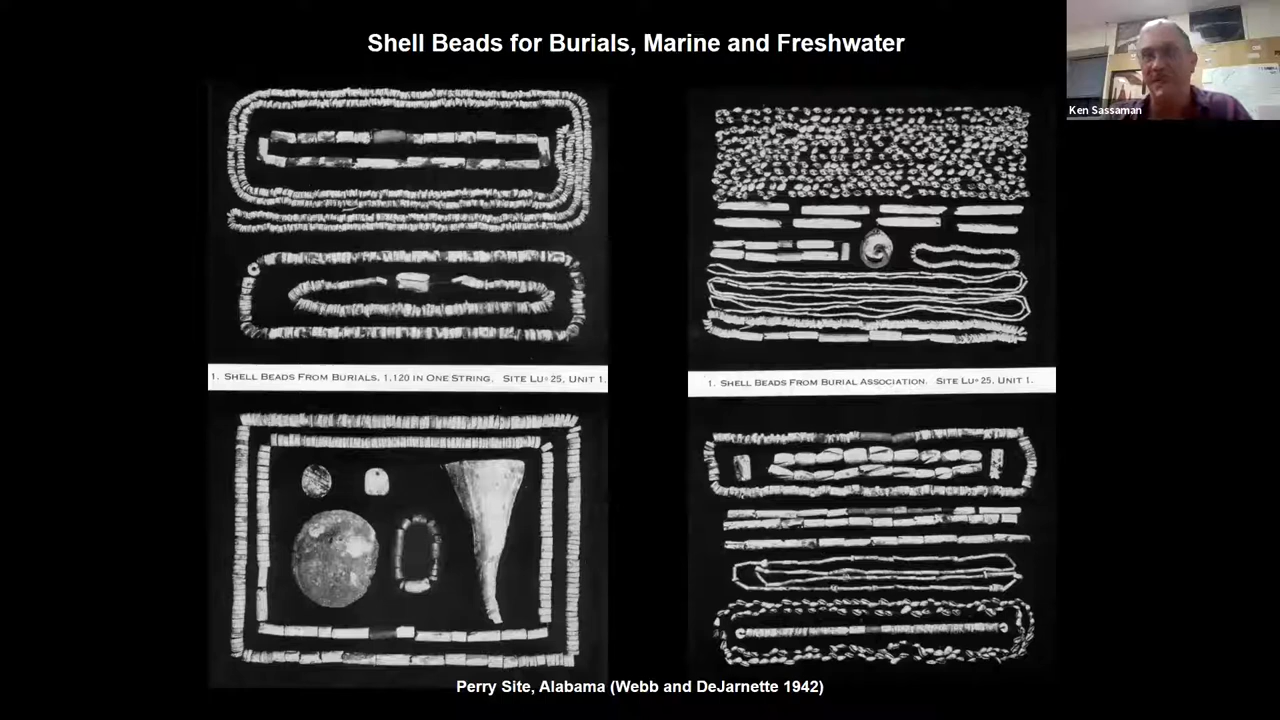 Shell Beads for Burials, Marine and Freshwater
Ken Sassaman
1. SHELL BEADS FROM BURIALS, 1,120 IN ONE STRING, SITE LU° 25, UNIT 1.
1. SHELL BEADS FROM BURIAL ASSOCIATION. SITE LU° 25, UNIT 1.
Perry Site, Alabama (Webb and DeJarnette 1942)